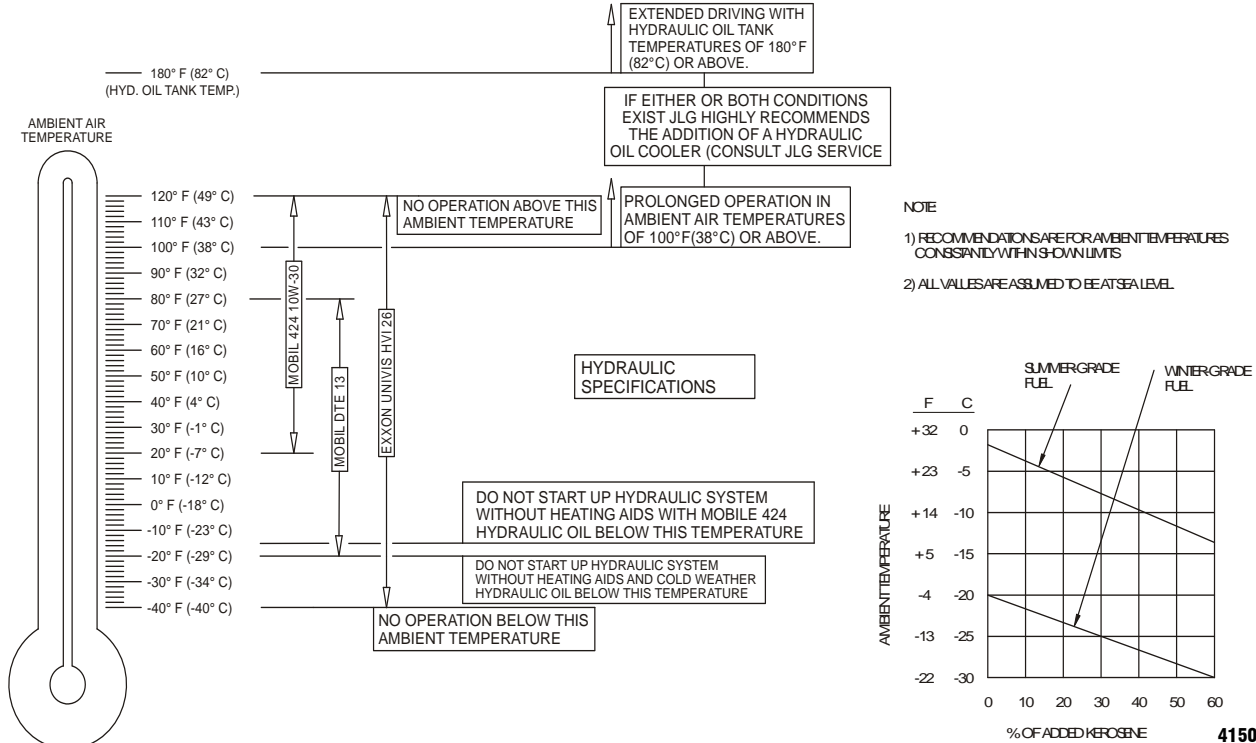 EXTENDED DRIVING WITH
HYDRAULIC OIL TANK
TEMPERATURES OF 180°F
(82°C) OR ABOVE.
180° F (82° C)
(HYD. OIL TANK TEMP.)
IF EITHER OR BOTH CONDITIONS
EXIST JLG HIGHLY RECOMMENDS
THE ADDITION OF A HYDRAULIC
OIL COOLER (CONSULT JLG SERVICE
AMBIENT AIR
TEMPERATURE
120° F (49° C)
110° F (43° C)
100° F (38° C)
90° F (32° C)
80° F (27° C)
70° F (21° C)
60° F (16° C)
50° F (10° C)
40° F (4° C)
30° F (-1° C)
20° F (-7° C)
10° F (-12° C)
0° F (-18° C)
-10° F (-23° C)
-20° F (-29° C)
-30° F (-34° C)
-40° F (-40° C)
MOBIL 424 10W-30
MOBIL DTE 13
EXXON UNIVIS HVI 26
NO OPERATION ABOVE THIS
AMBIENT TEMPERATURE
PROLONGED OPERATION IN
AMBIENT AIR TEMPERATURES
OF 100°F(38°C) OR ABOVE.
HYDRAULIC
SPECIFICATIONS
DO NOT START UP HYDRAULIC SYSTEM
WITHOUT HEATING AIDS WITH MOBILE 424
HYDRAULIC OIL BELOW THIS TEMPERATURE
DO NOT START UP HYDRAULIC SYSTEM
WITHOUT HEATING AIDS AND COLD WEATHER
HYDRAULIC OIL BELOW THIS TEMPERATURE
NO OPERATION BELOW THIS
AMBIENT TEMPERATURE
NOTE:
1) RECOMMENDATIONS ARE FOR AMBIENT TEMPERATURES
CONSISTANTLY WITHIN SHOWN LIMITS
2) ALL VALUES ARE ASSUMED TO BE AT SEA LEVEL.
SUMMER-GRADE
FUEL
WINTER-GRADE
FUEL
F C
+32 0
+23 -5
+14 -10
+5 -15
-4 -20
-13 -25
-22 -30
AMBIENT TEMPERATURE
0 10 20 30 40 50 60
% OF ADDED KEROSENE
4150